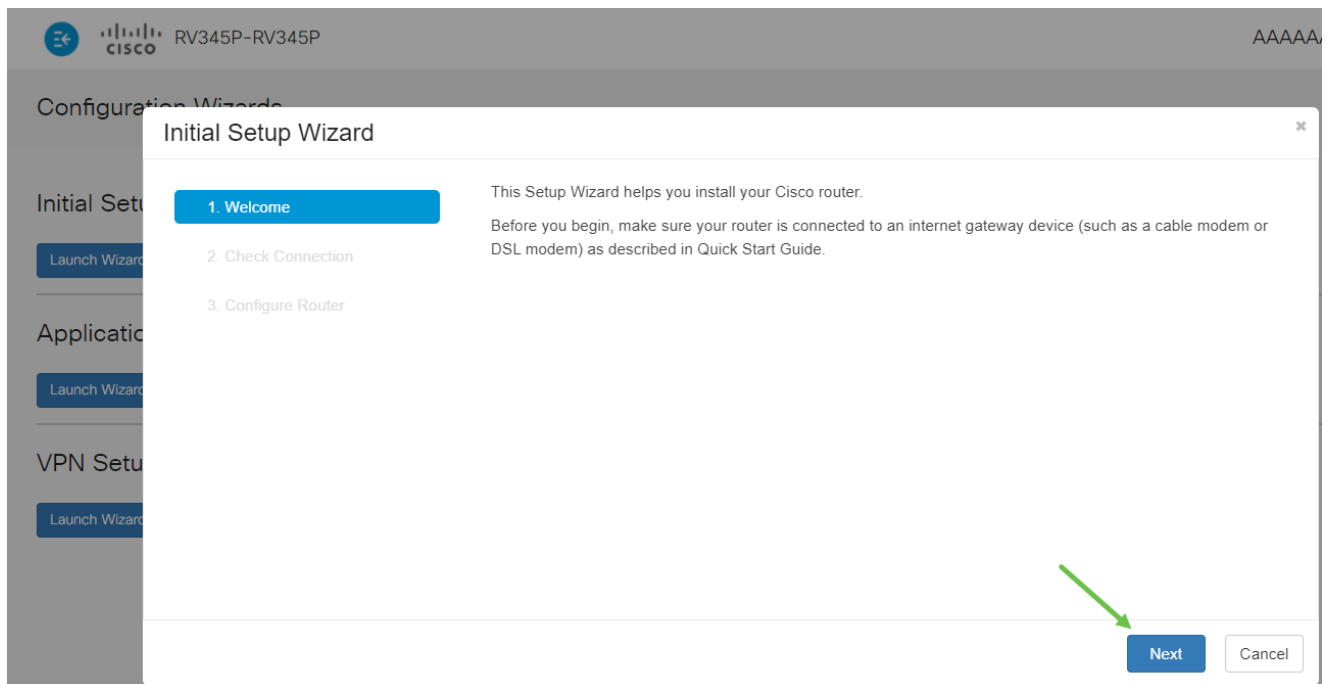 cisco RV345P-RV345P
AAAAAA
Configuration Wizards
Initial Setup Wizard
×
Initial Setu
Launch Wizard
Applicatio
Launch Wizard
VPN Setu
Launch Wizard
1. Welcome
2. Check Connection
3. Configure Router
This Setup Wizard helps you install your Cisco router.
Before you begin, make sure your router is connected to an internet gateway device (such as a cable modem or
DSL modem) as described in Quick Start Guide.
Next
Cancel